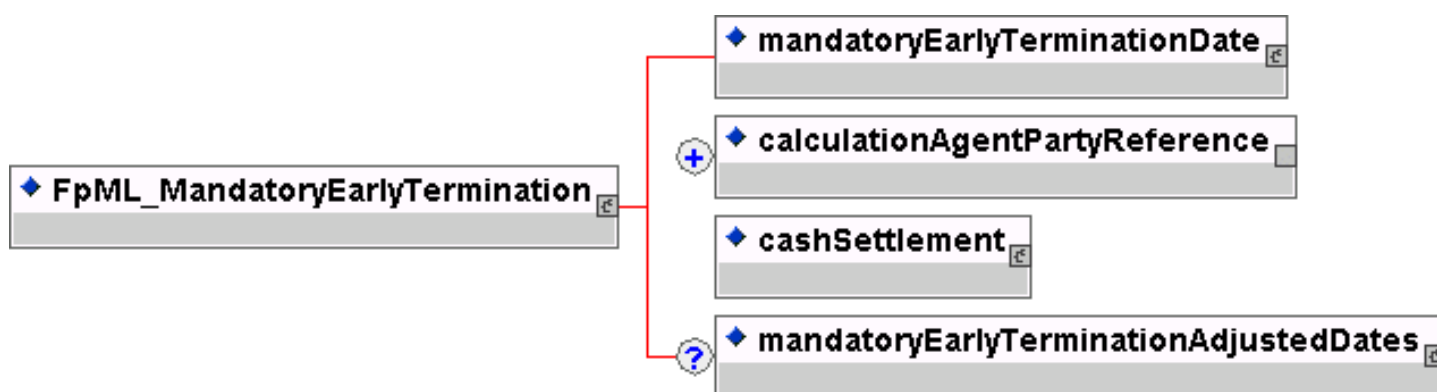 mandatoryEarlyTerminationDate
+ calculationAgentPartyReference
FpML_MandatoryEarlyTermination
cashSettlement
? mandatoryEarlyTerminationAdjustedDates